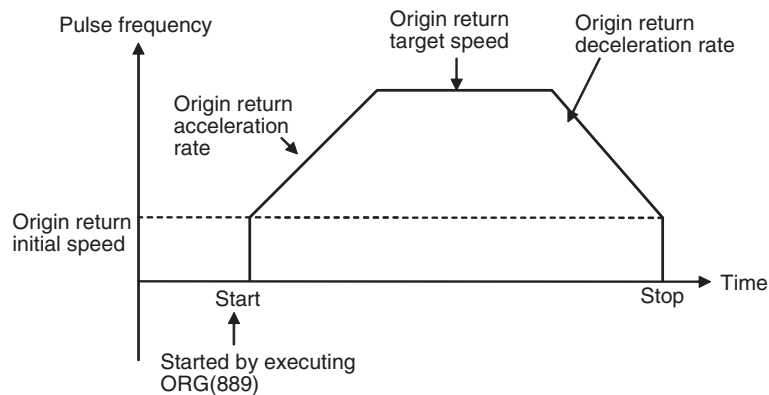 Pulse frequency
Origin return
target speed
Origin return
deceleration rate
Origin return
acceleration
rate
Origin return
initial speed
Start
Stop
Time
Started by executing
ORG(889)